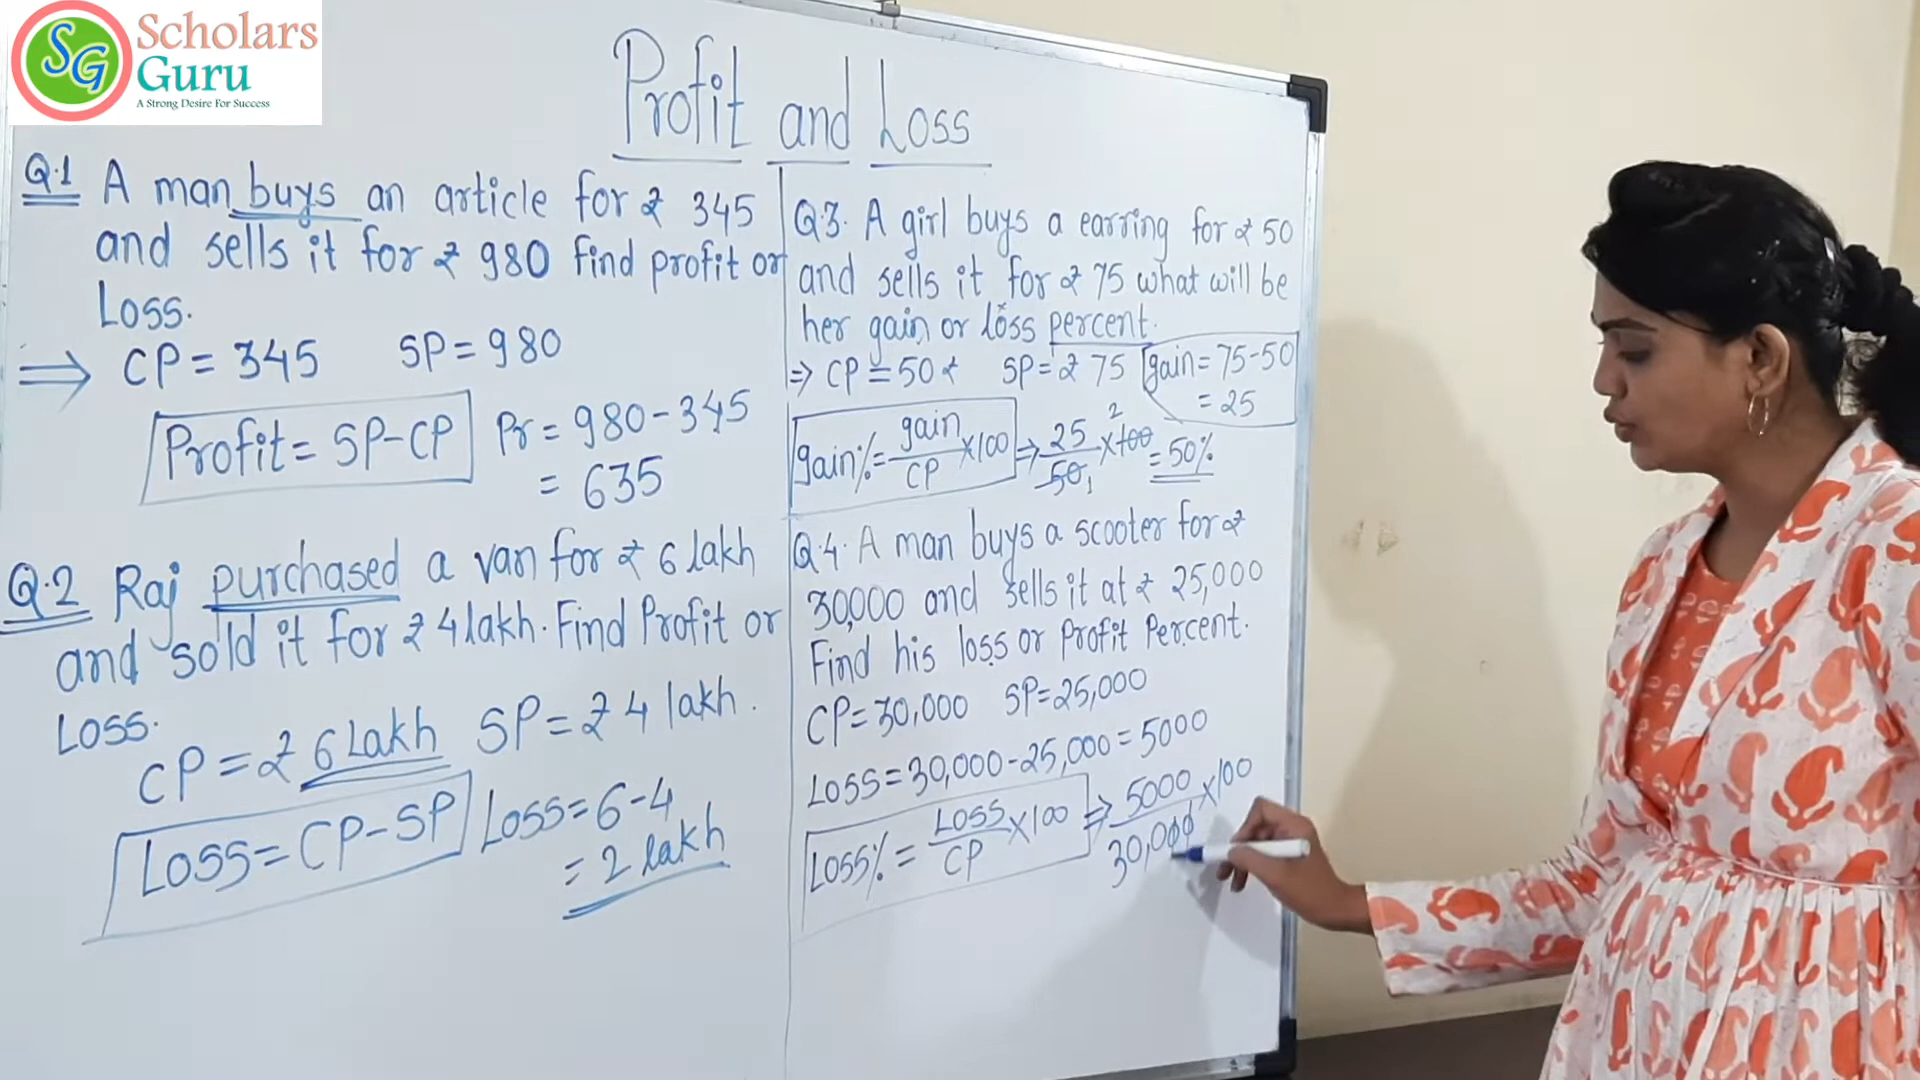 SG
Scholars
Guru
A Strong Desire For Success
Profit and Loss
Q.1 A man buys an article for ₹ 345
and sells it for ₹ 980 find profit or
Loss.
⇒ CP = 345 SP = 980
Profit = SP-CP Pr = 980-345
= 635
Q.2 Raj purchased a van for ₹ 6 lakh
and sold it for ₹ 4 lakh. Find Profit or
Loss.
CP = ₹ 6 Lakh SP = ₹ 4 lakh.
Loss = CP-SP Loss = 6-4
= 2 lakh
Q.3. A girl buys a earring for ₹ 50
and sells it for ₹ 75 what will be
her gain or loss percent.
⇒ CP = 50 ₹ SP = ₹ 75 gain = 75-50
= 25
gain% = gain/CP ×100 ⇒ 25/50 1 ×100 2 = 50%
Q.4. A man buys a scooter for ₹
30,000 and sells it at ₹ 25,000
Find his loss or Profit Percent.
CP=30,000 SP=25,000
Loss=30,000-25,000=5000
Loss% = Loss/CP ×100 ⇒ 5000/30,000 ×100